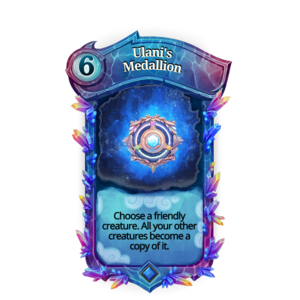 Ulani's
Medallion
6
Choose a friendly
creature. All your other
creatures become a
copy of it.